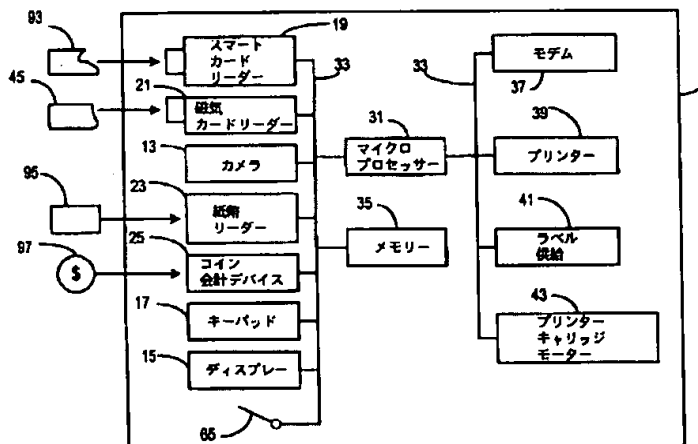 93
19
スマート
カード
リーダー
33
33
モデム
37
45
21
磁気
カードリーダー
31
マイクロ
プロセッサー
39
プリンター
13
カメラ
23
95
紙幣
リーダー
35
メモリー
41
ラベル
供給
97
$
25
コイン
会計デバイス
43
プリンター
キャリッジ
モーター
17
キーパッド
15
ディスプレー
65